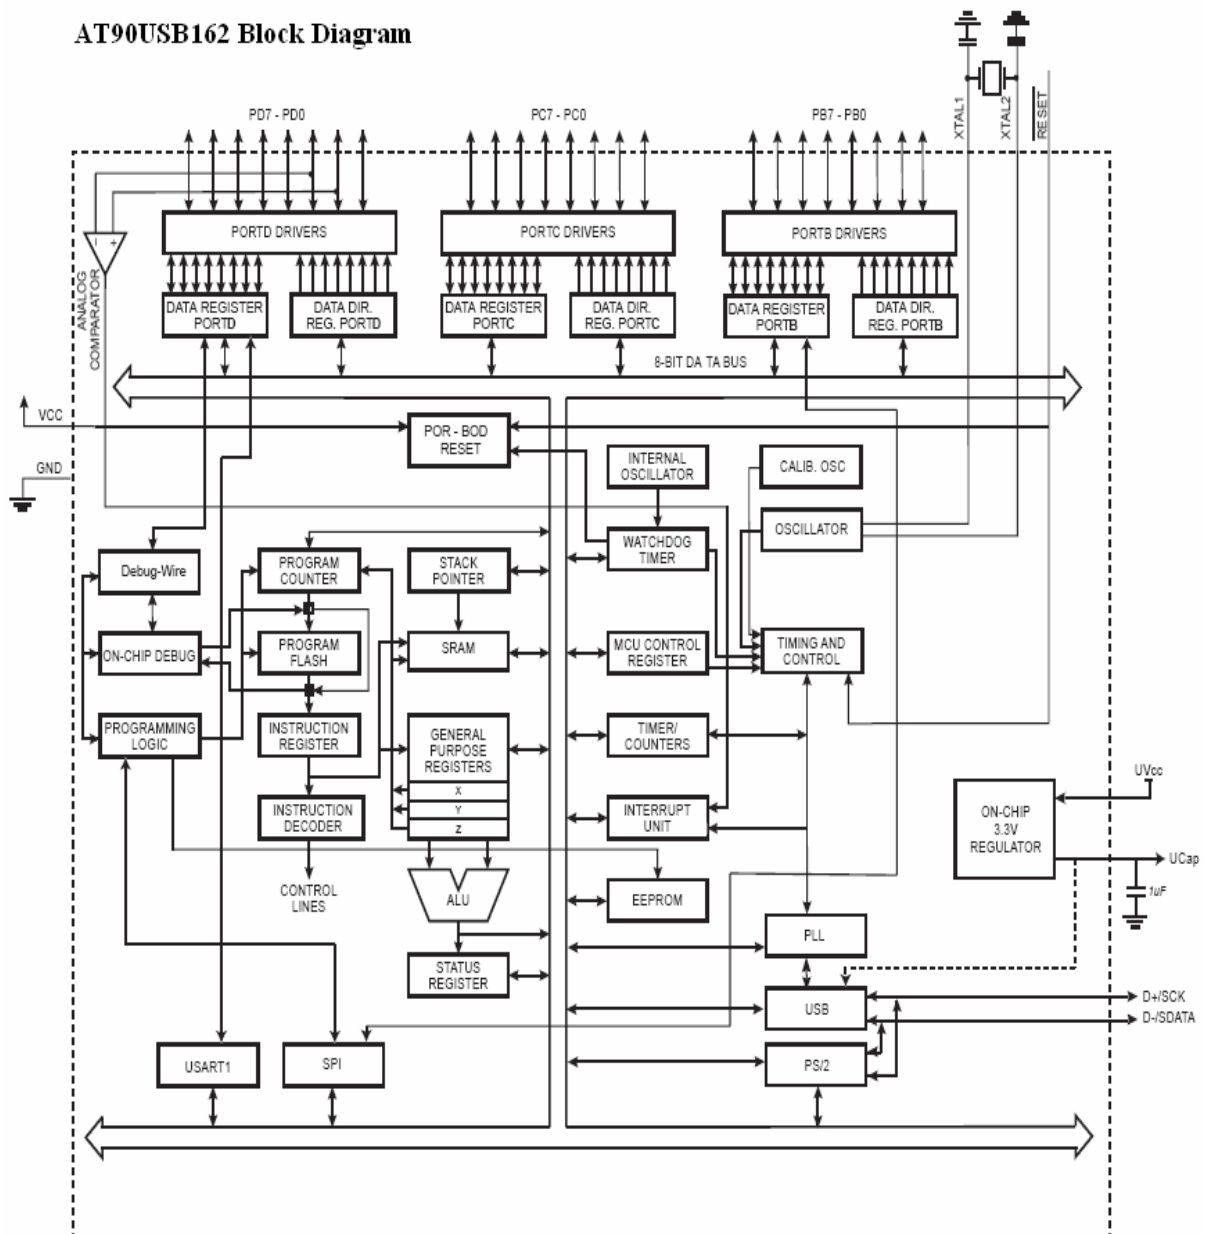 AT90USB162 Block Diagram
XTAL1
XTAL2
RESET
PD7 - PD0
PC7 - PC0
PB7 - PB0
PORTD DRIVERS
PORTC DRIVERS
PORTB DRIVERS
- +
ANALOG
COMPARATOR
DATA REGISTER
PORTD
DATA DIR.
REG. PORTD
DATA REGISTER
PORTC
DATA DIR.
REG. PORTC
DATA REGISTER
PORTB
DATA DIR.
REG. PORTB
8-BIT DA TA BUS
VCC
GND
POR - BOD
RESET
INTERNAL
OSCILLATOR
CALIB. OSC
OSCILLATOR
WATCHDOG
TIMER
Debug-Wire
PROGRAM
COUNTER
STACK
POINTER
ON-CHIP DEBUG
PROGRAM
FLASH
SRAM
MCU CONTROL
REGISTER
TIMING AND
CONTROL
PROGRAMMING
LOGIC
INSTRUCTION
REGISTER
GENERAL
PURPOSE
REGISTERS
X
Y
Z
TIMER/
COUNTERS
INSTRUCTION
DECODER
INTERRUPT
UNIT
UVcc
ON-CHIP
3.3V
REGULATOR
UCap
1uF
CONTROL
LINES
ALU
EEPROM
PLL
STATUS
REGISTER
USB
D+/SCK
D-/SDATA
USART1
SPI
PS/2